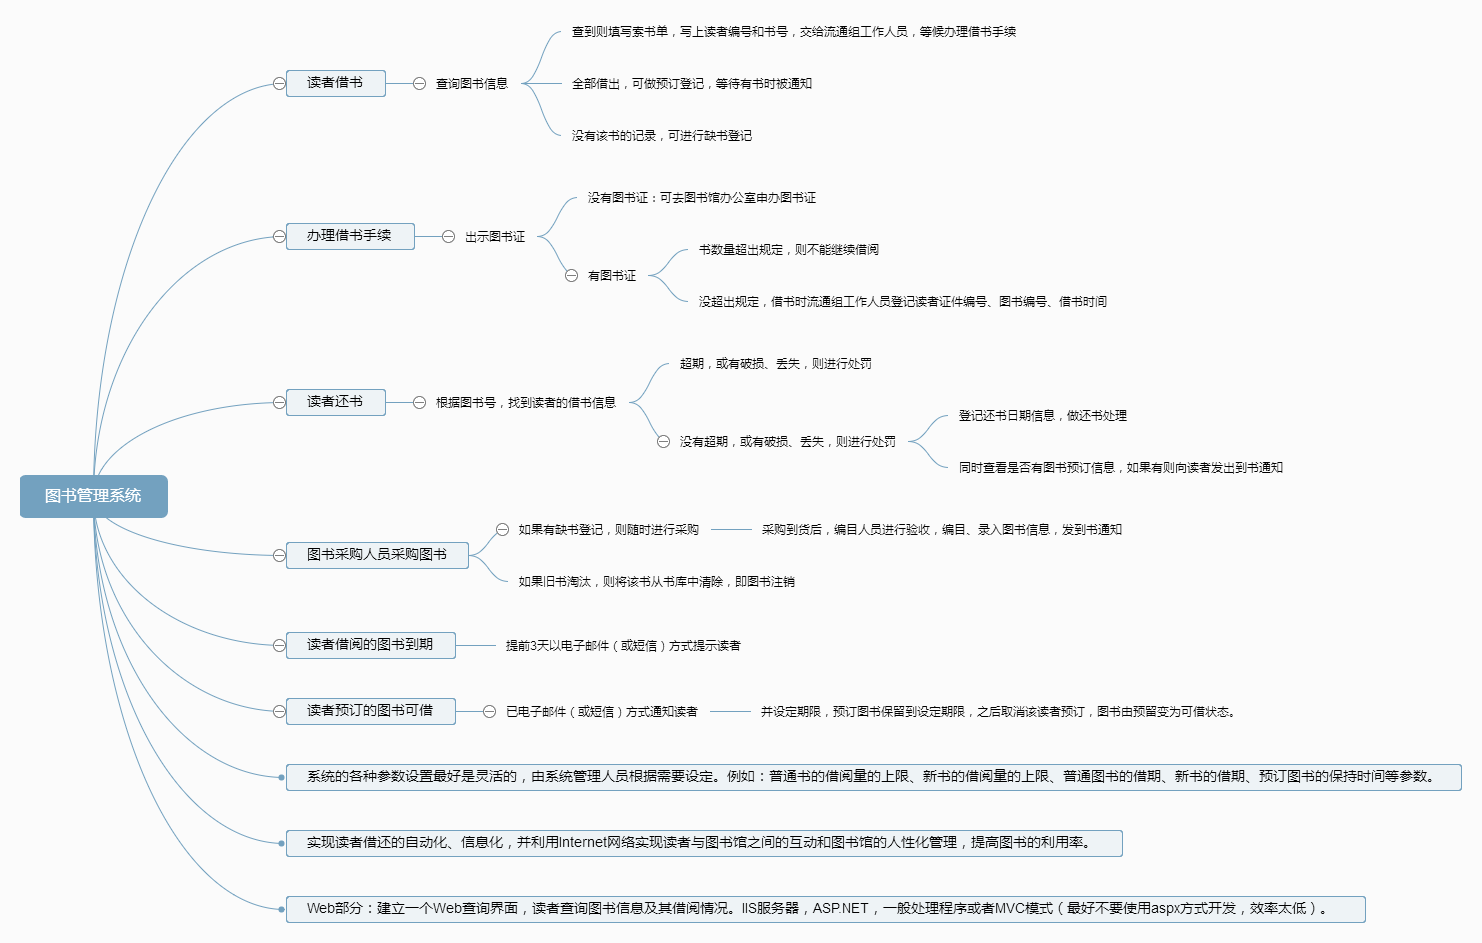 查到则填写索书单，写上读者编号和书号，交给流通组工作人员，等候办理借书手续
读者借书
查询图书信息
全部借出，可做预订登记，等待有书时被通知
没有该书的记录，可进行缺书登记
没有图书证：可去图书馆办公室申办图书证
办理借书手续
出示图书证
书数量超出规定，则不能继续借阅
有图书证
没超出规定，借书时流通组工作人员登记读者证件编号、图书编号、借书时间
超期，或有破损、丢失，则进行处罚
读者还书
根据图书号，找到读者的借书信息
登记还书日期信息，做还书处理
没有超期，或有破损、丢失，则进行处罚
同时查看是否有图书预订信息，如果有则向读者发出到书通知
图书管理系统
如果有缺书登记，则随时进行采购
采购到货后，编目人员进行验收，编目、录入图书信息，发到书通知
图书采购人员采购图书
如果旧书淘汰，则将该书从书库中清除，即图书注销
读者借阅的图书到期
提前3天以电子邮件（或短信）方式提示读者
读者预订的图书可借
已电子邮件（或短信）方式通知读者
并设定期限，预订图书保留到设定期限，之后取消该读者预订，图书由预留变为可借状态。
系统的各种参数设置最好是灵活的，由系统管理人员根据需要设定。例如：普通书的借阅量的上限、新书的借阅量的上限、普通图书的借期、新书的借期、预订图书的保持时间等参数。
实现读者借还的自动化、信息化，并利用Internet网络实现读者与图书馆之间的互动和图书馆的人性化管理，提高图书的利用率。
Web部分：建立一个Web查询界面，读者查询图书信息及其借阅情况。IIS服务器，ASP.NET，一般处理程序或者MVC模式（最好不要使用aspx方式开发，效率太低）。